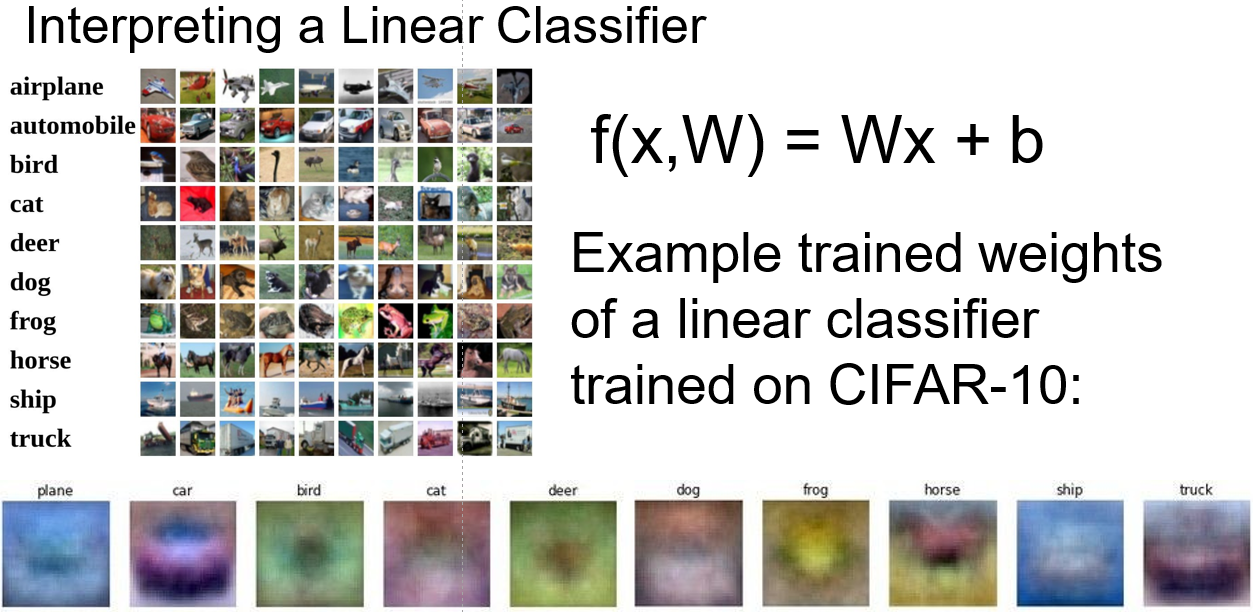 Interpreting a Linear Classifier
airplane
automobile
bird
cat
deer
dog
frog
horse
ship
truck
f(x,W) = Wx + b
Example trained weights
of a linear classifier
trained on CIFAR-10:
plane car bird cat deer dog frog horse ship truck